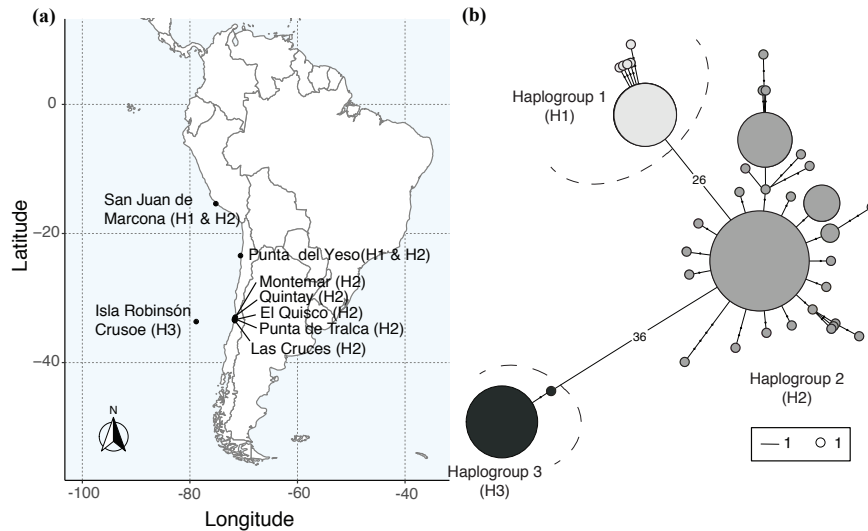 (a)
Latitude
0
-20
-40
San Juan de
Marcona (H1 & H2)
Punta del Yeso(H1 & H2)
Montemar (H2)
Quintay (H2)
El Quisco (H2)
Punta de Tralca (H2)
Las Cruces (H2)
Isla Robinsón
Crusoe (H3)
N
-100
-80
-60
-40
Longitude
(b)
Haplogroup 1
(H1)
26
36
Haplogroup 2
(H2)
Haplogroup 3
(H3)
1
1